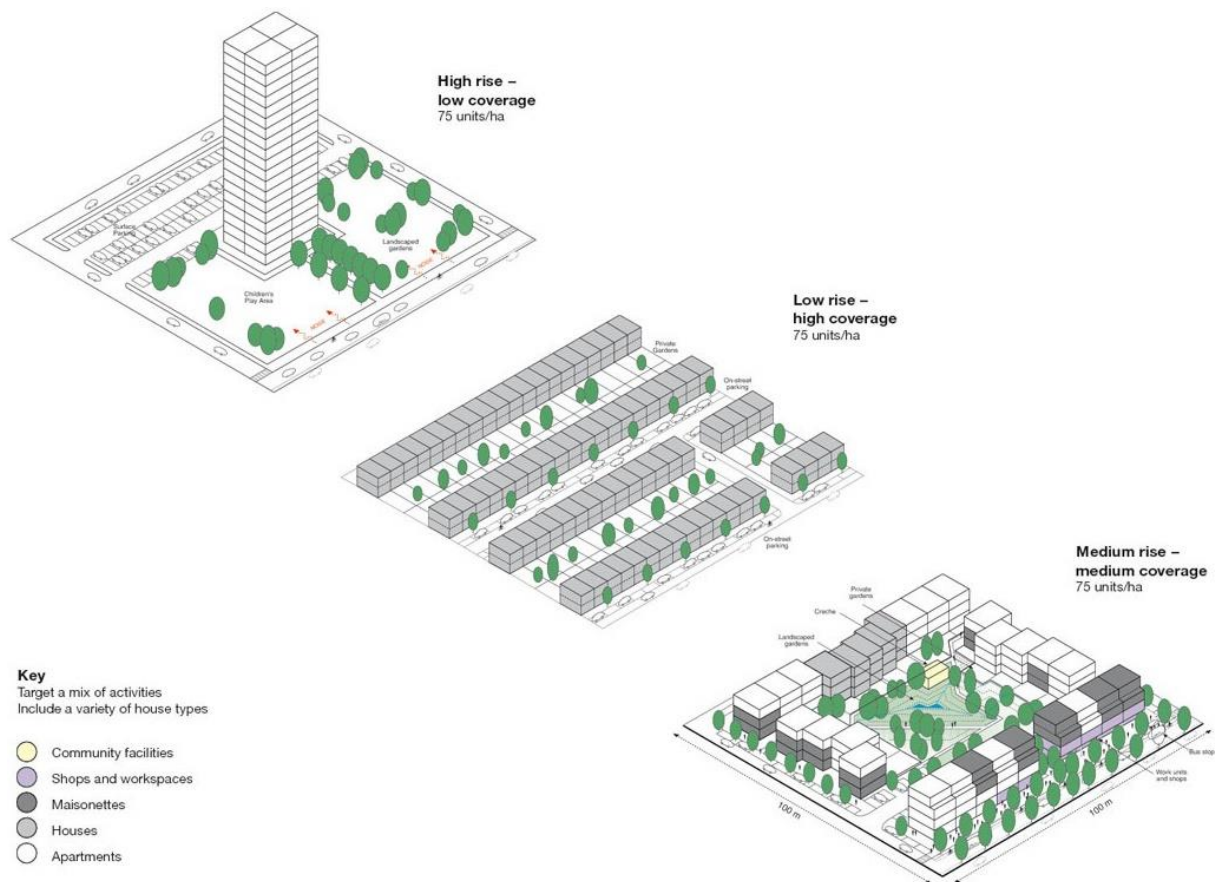 High rise –
low coverage
75 units/ha
Surface
Parking
Landscaped
gardens
NOISE
Children's
Play Area
NOISE
Low rise –
high coverage
75 units/ha
Private
Gardens
On-street
parking
On-street
parking
Medium rise –
medium coverage
75 units/ha
Private
gardens
Creche
Landscaped
gardens
Bus stop
Work units
and shops
100 m
100 m
Key
Target a mix of activities
Include a variety of house types
Community facilities
Shops and workspaces
Maisonettes
Houses
Apartments